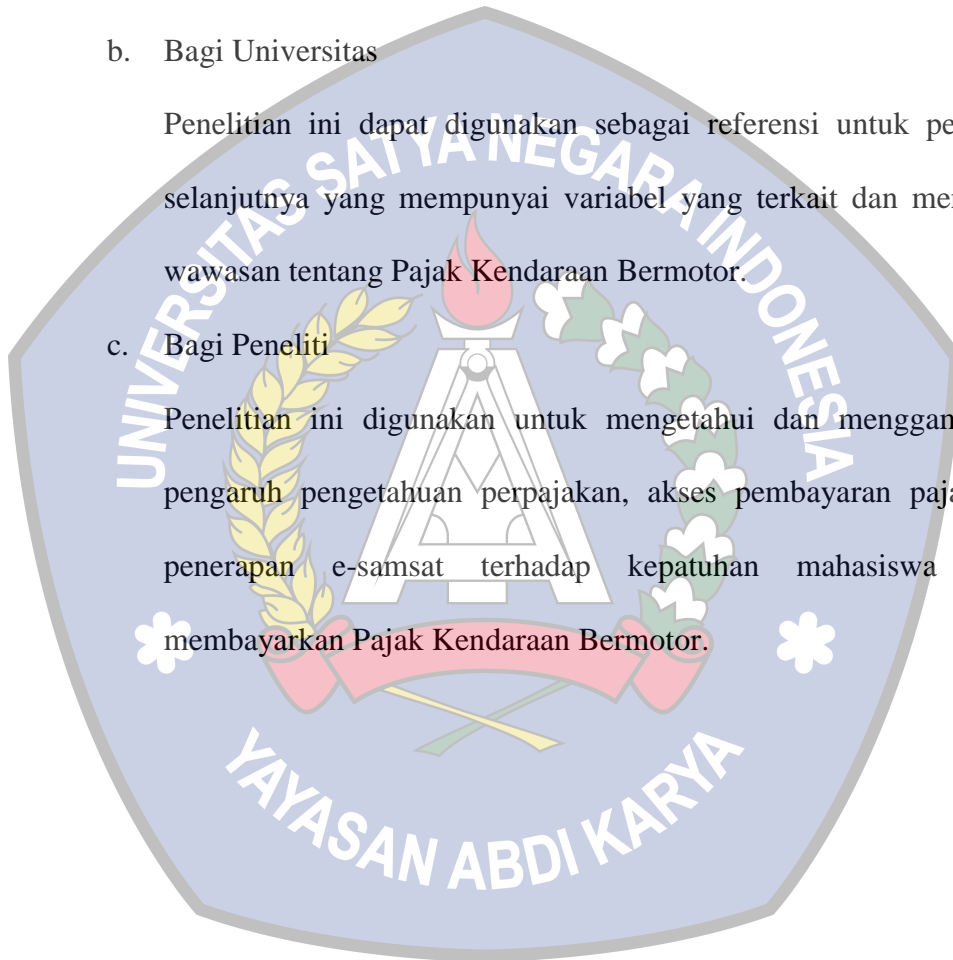 b. Bagi Universitas
Penelitian ini dapat digunakan sebagai referensi untuk pe
selanjutnya yang mempunyai variabel yang terkait dan me
wawasan tentang Pajak Kendaraan Bermotor.
c. Bagi Peneliti
Penelitian ini digunakan untuk mengetahui dan mengga
pengaruh pengetahuan perpajakan, akses pembayaran paja
penerapan e-samsat terhadap kepatuhan mahasiswa
membayarkan Pajak Kendaraan Bermotor.
UNIVERSITAS SATYA NEGARA INDONESIA
YAYASAN ABDI KARYA